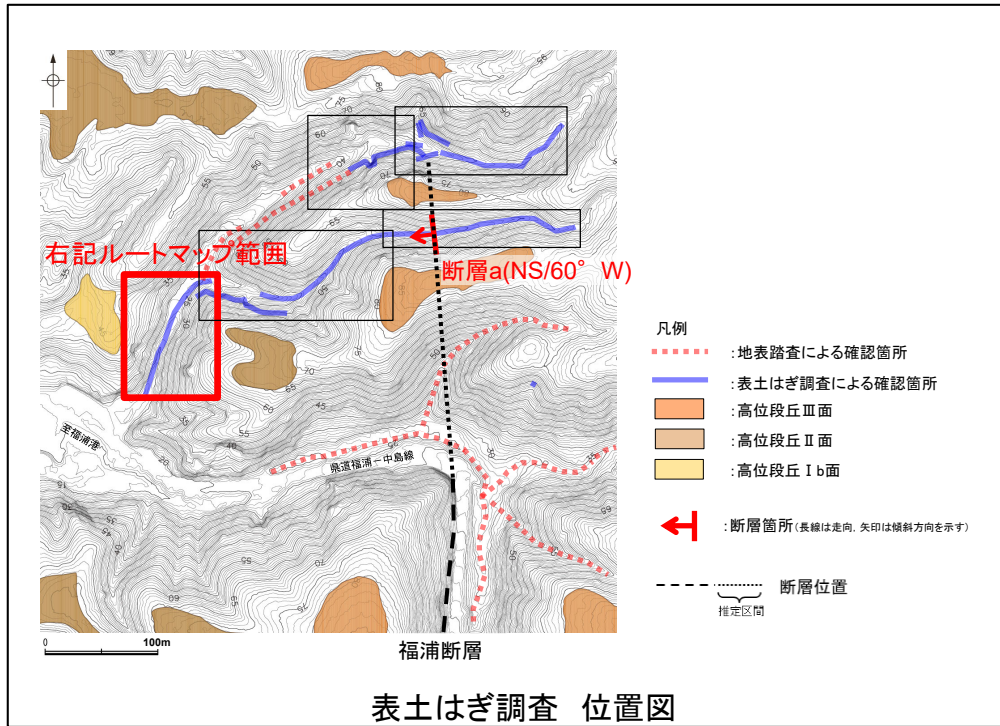 右記ルートマップ範囲
断層a(NS/60°W)
至福浦港
県道福浦－中島線
0 100m
福浦断層
凡例
:地表踏査による確認箇所
:表土はぎ調査による確認箇所
:高位段丘Ⅲ面
:高位段丘Ⅱ面
:高位段丘Ⅰb面
:断層箇所(長線は走向, 矢印は傾斜方向を示す)
断層位置
推定区間
表土はぎ調査 位置図